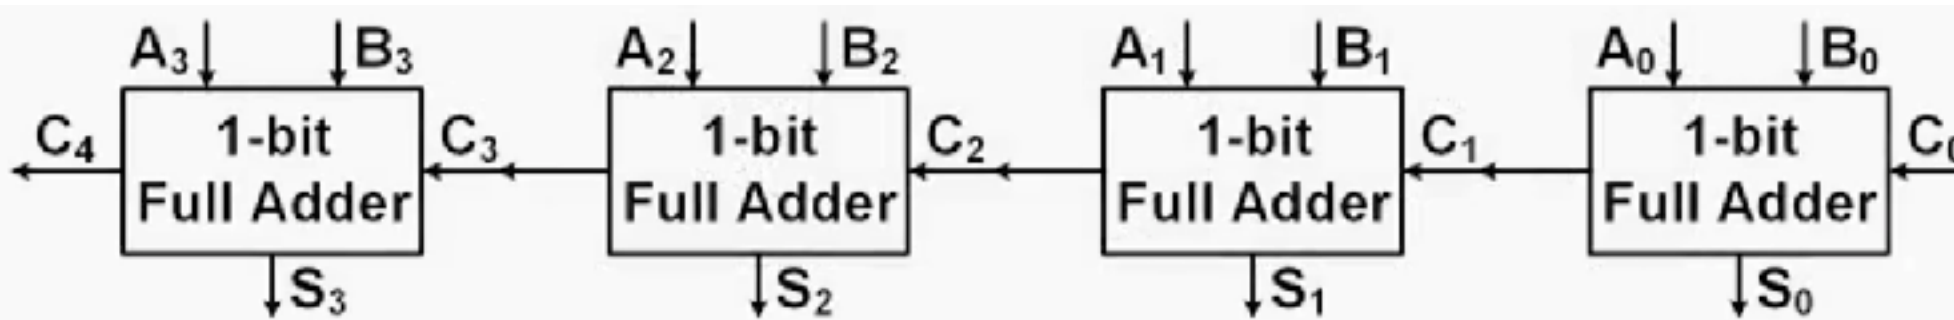 A₃ B₃ A₂ B₂ A₁ B₁ A₀ B₀
C₄ 1-bit C₃ 1-bit C₂ 1-bit C₁ 1-bit C₀
Full Adder Full Adder Full Adder Full Adder
S₃ S₂ S₁ S₀